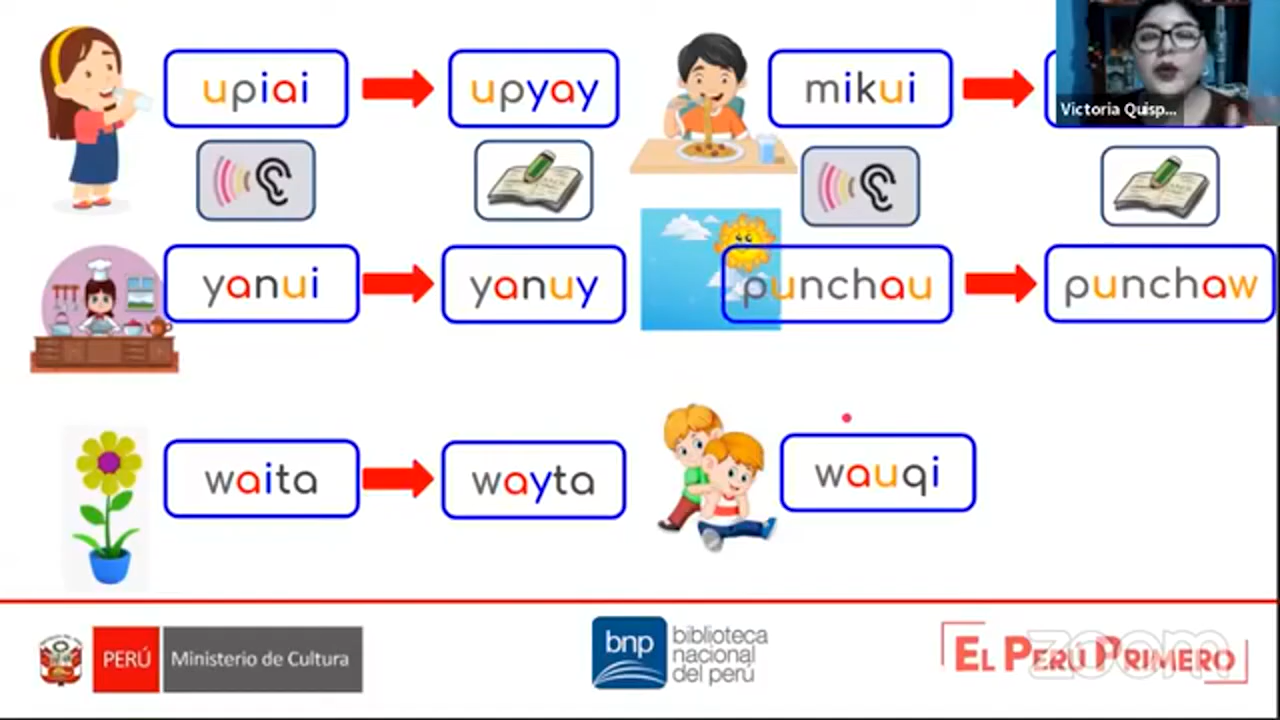 upiai
upyay
mikui
Victoria Quisp...
yanui
yanuy
punchau
punchaw
waita
wayta
wauqi
PERÚ
Ministerio de Cultura
bnp
biblioteca
nacional
del perú
EL PERÚ PRIMERO
zoom